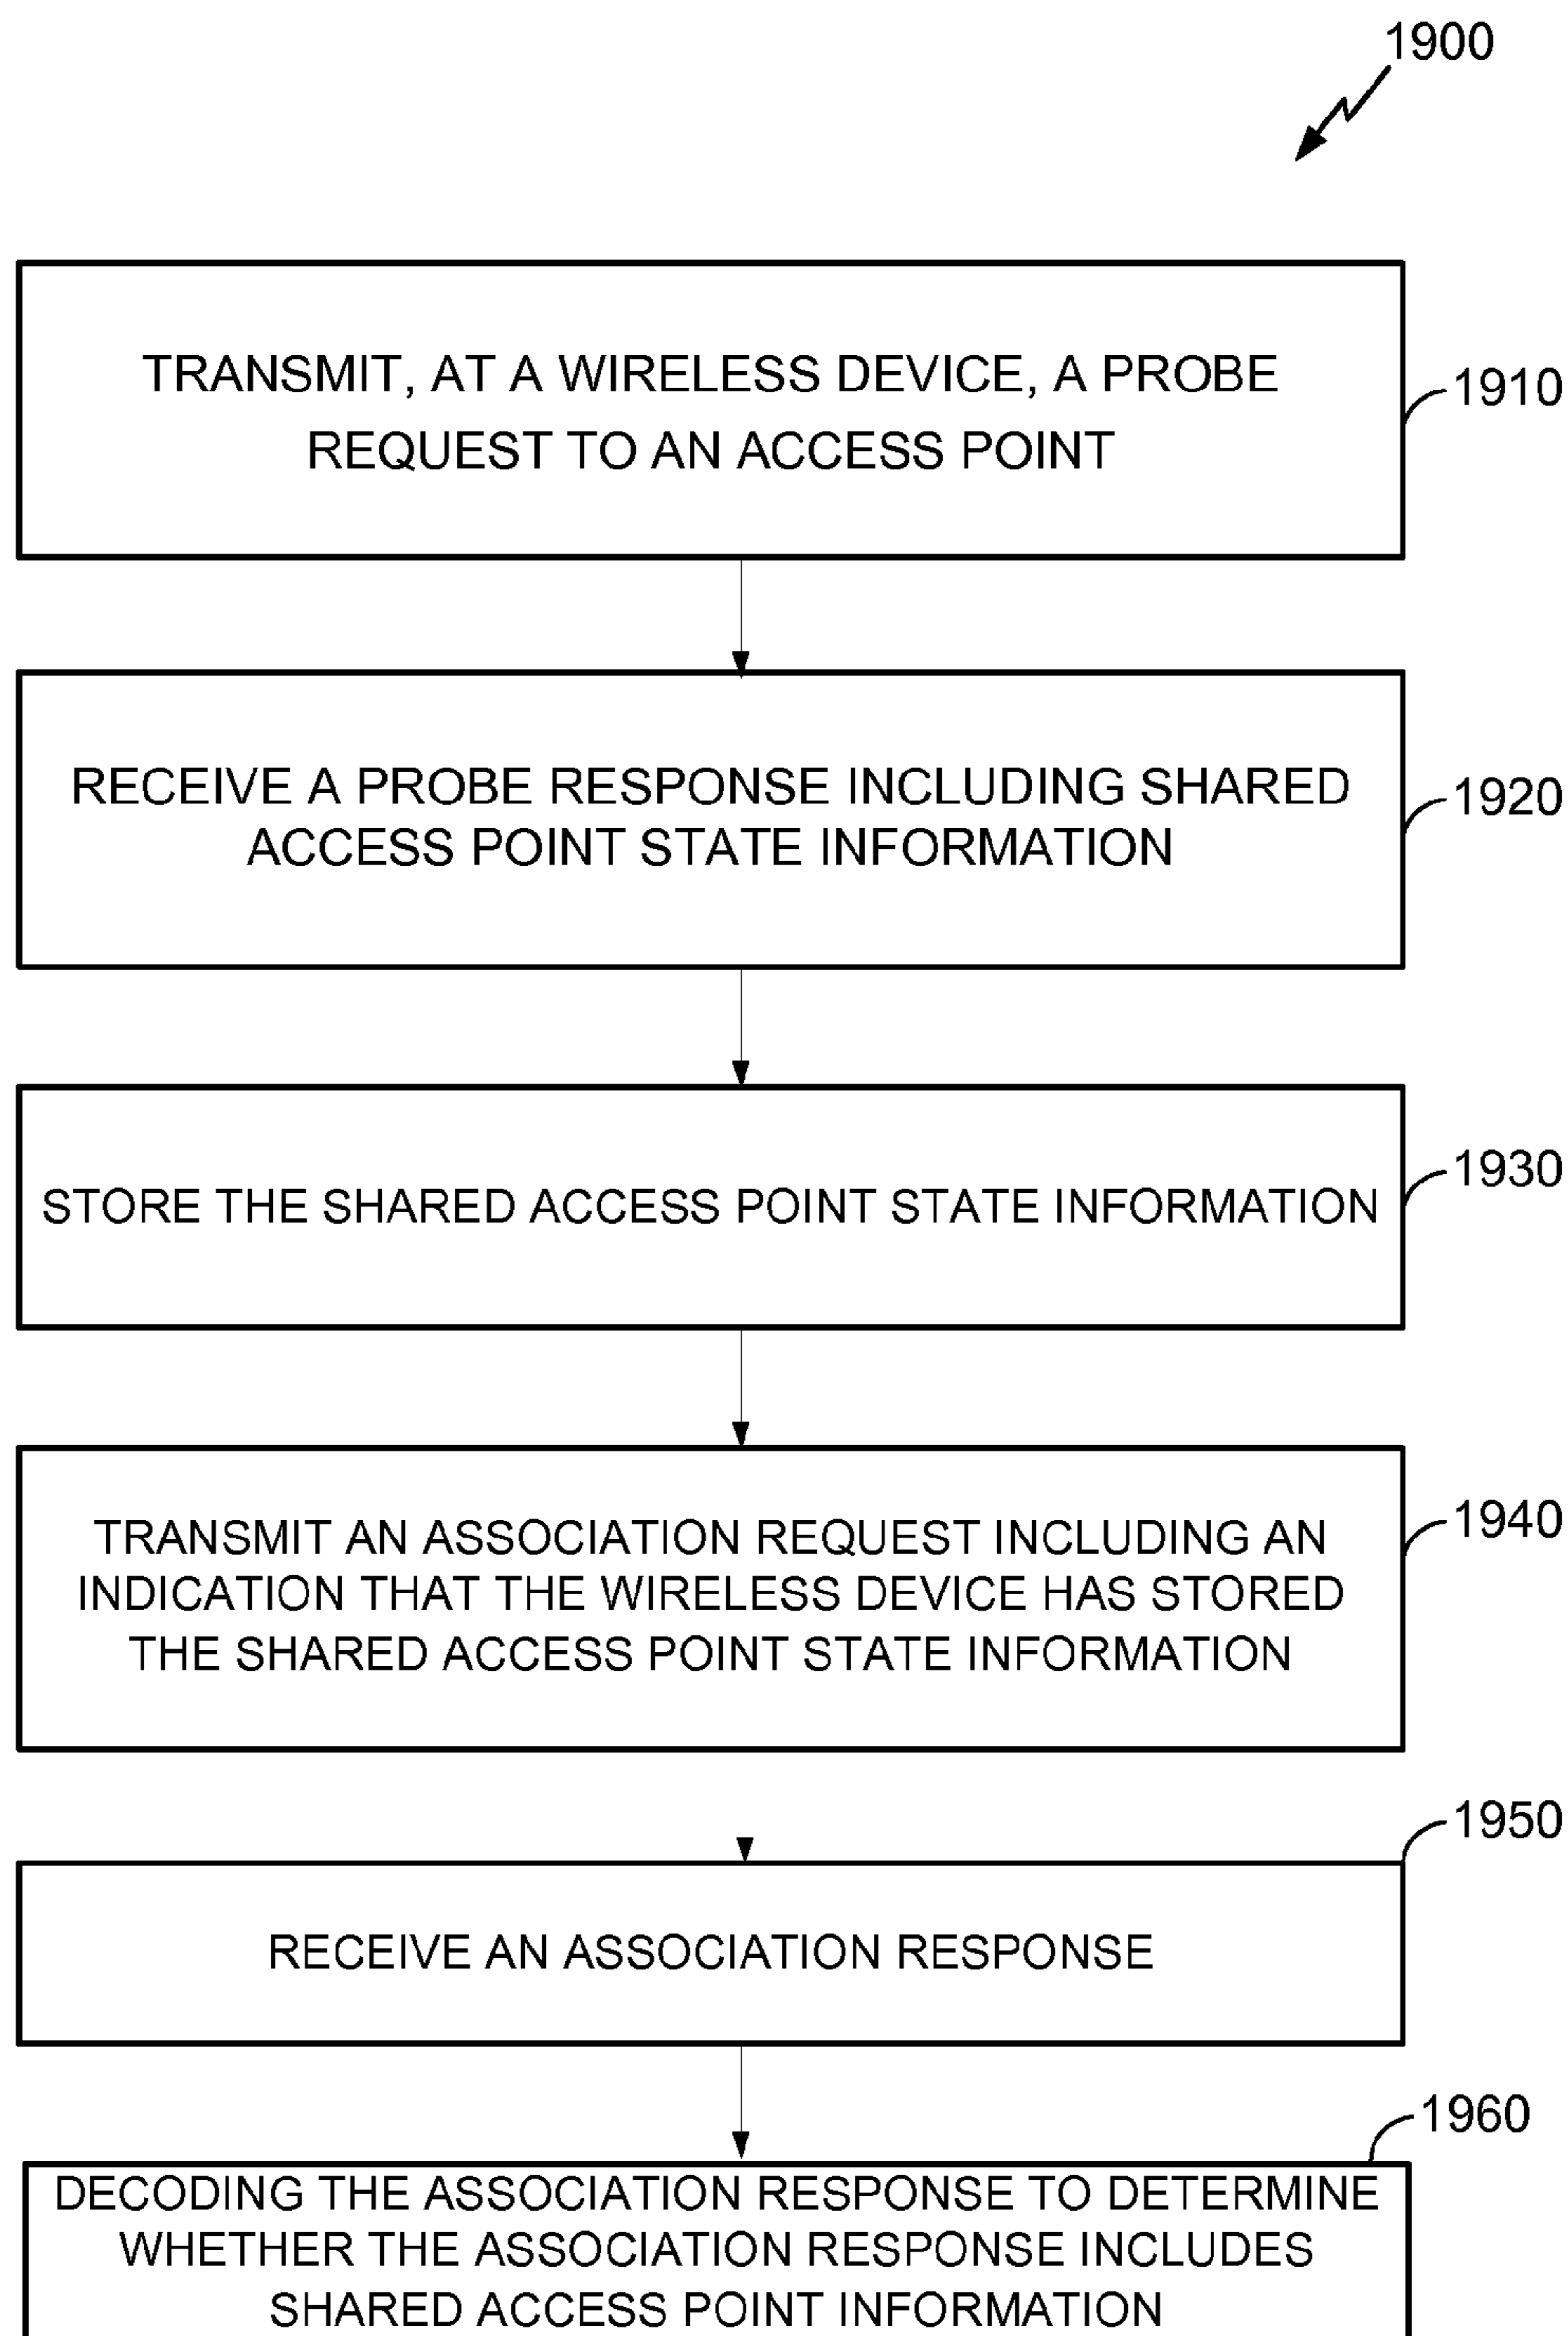 1900
TRANSMIT, AT A WIRELESS DEVICE, A PROBE
REQUEST TO AN ACCESS POINT
1910
RECEIVE A PROBE RESPONSE INCLUDING SHARED
ACCESS POINT STATE INFORMATION
1920
STORE THE SHARED ACCESS POINT STATE INFORMATION
1930
TRANSMIT AN ASSOCIATION REQUEST INCLUDING AN
INDICATION THAT THE WIRELESS DEVICE HAS STORED
THE SHARED ACCESS POINT STATE INFORMATION
1940
1950
RECEIVE AN ASSOCIATION RESPONSE
1960
DECODING THE ASSOCIATION RESPONSE TO DETERMINE
WHETHER THE ASSOCIATION RESPONSE INCLUDES
SHARED ACCESS POINT INFORMATION